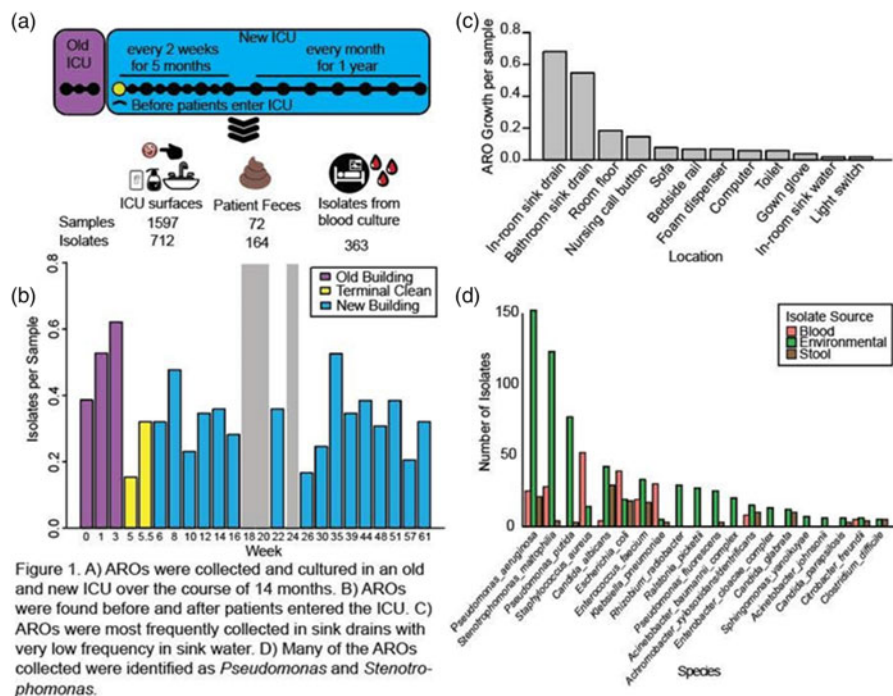 (a)
Old
ICU
New ICU
every 2 weeks
for 5 months
every month
for 1 year
Before patients enter ICU
ICU surfaces
Patient Feces
Isolates from
blood culture
Samples 1597 72
Isolates 712 164 363
(b)
Isolates per Sample
0.8
0.6
0.4
0.2
0.0
Old Building
Terminal Clean
New Building
0 1 3 5 5.5 6 8 10 12 14 16 18 20 22 24 26 30 35 39 44 48 51 57 61
Week
Figure 1. A) AROs were collected and cultured in an old
and new ICU over the course of 14 months. B) AROs
were found before and after patients entered the ICU. C)
AROs were most frequently collected in sink drains with
very low frequency in sink water. D) Many of the AROs
collected were identified as Pseudomonas and Stenotro-
phomonas.
(c)
ARO Growth per sample
0.8
0.6
0.4
0.2
0.0
In-room sink drain
Bathroom sink drain
Room floor
Nursing call button
Sofa
Bedside rail
Foam dispenser
Computer
Toilet
Gown glove
In-room sink water
Light switch
Location
(d)
Number of Isolates
150
100
50
0
Isolate Source
Blood
Environmental
Stool
Pseudomonas_aeruginosa
Stenotrophomonas_maltophilia
Pseudomonas_putida
Staphylococcus_aureus
Candida_albicans
Escherichia_coli
Enterococcus_faecium
Klebsiella_pneumoniae
Rhizobium_radiobacter
Ralstonia_pickettii
Pseudomonas_fluorescens
Acinetobacter_baumannii_complex
Achromobacter_xylosoxidans/denitrificans
Enterobacter_cloacae_complex
Candida_glabrata
Sphingomonas_yanoikuyae
Acinetobacter_johnsonii
Candida_parapsilosis
Citrobacter_freundii
Clostridium_difficile
Species